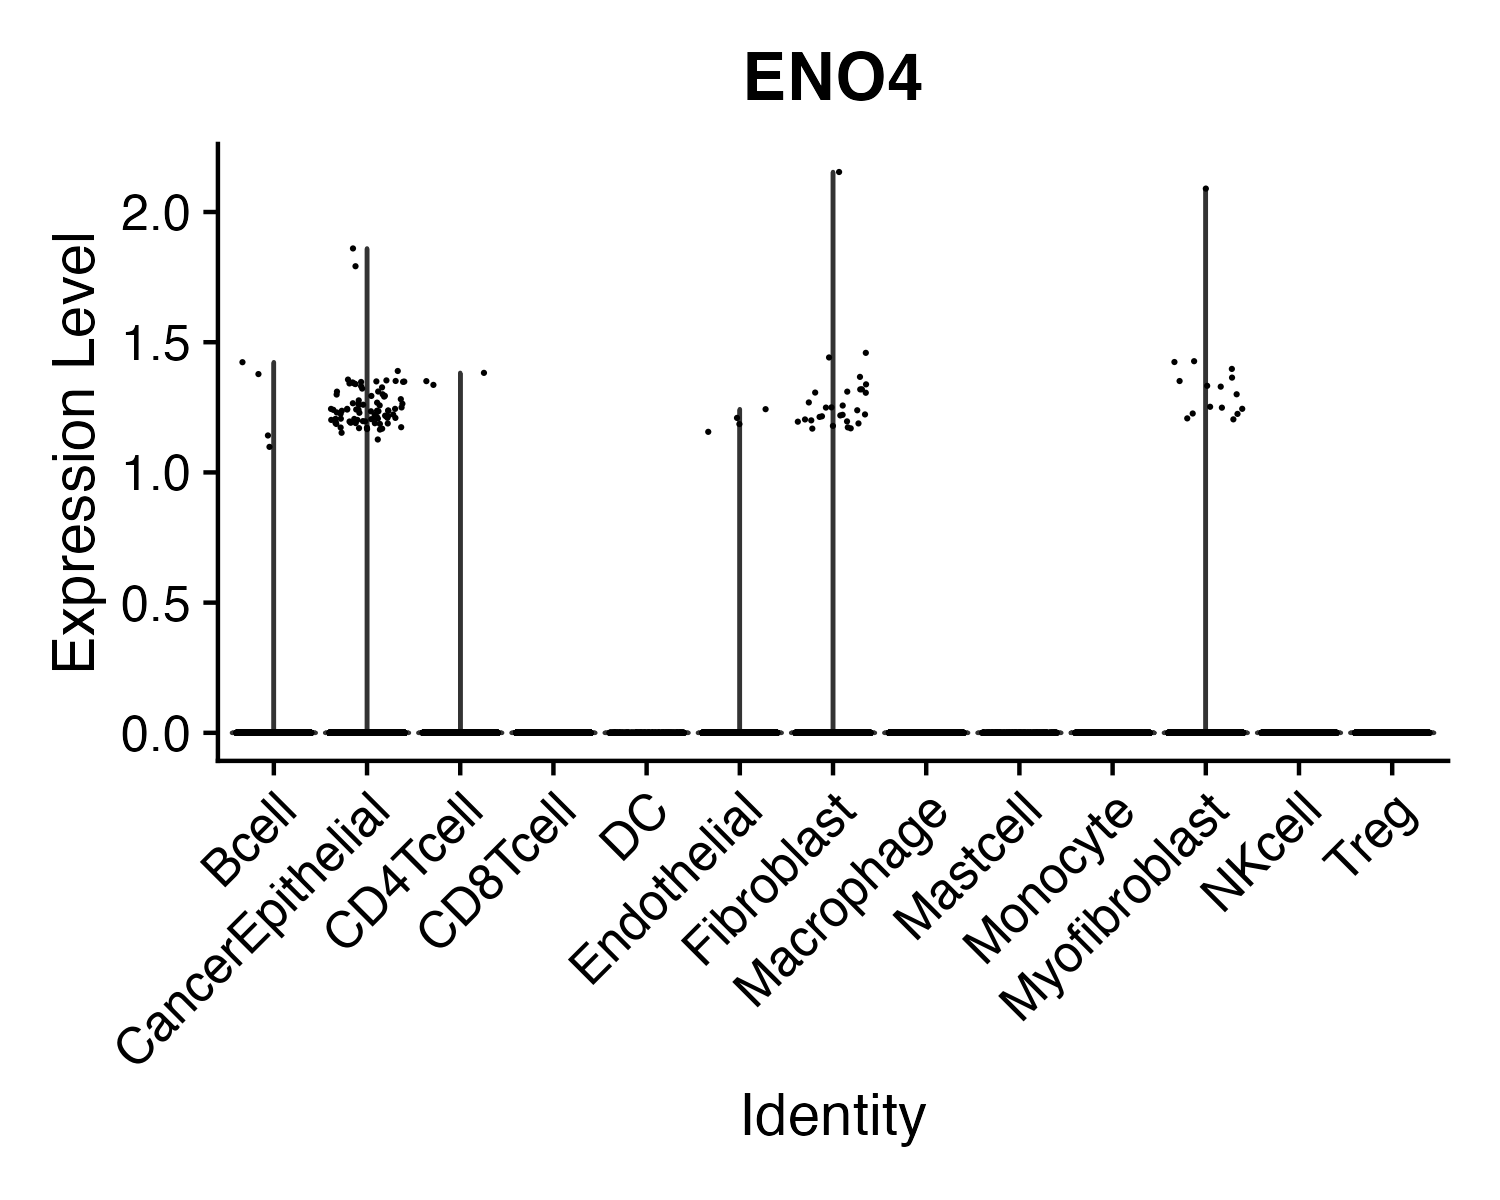 ENO4
Expression Level
2.0
1.5
1.0
0.5
0.0
Bcell
CancerEpithelial
CD4Tcell
CD8Tcell
DC
Endothelial
Fibroblast
Macrophage
Mastcell
Monocyte
Myofibroblast
NKcell
Treg
Identity